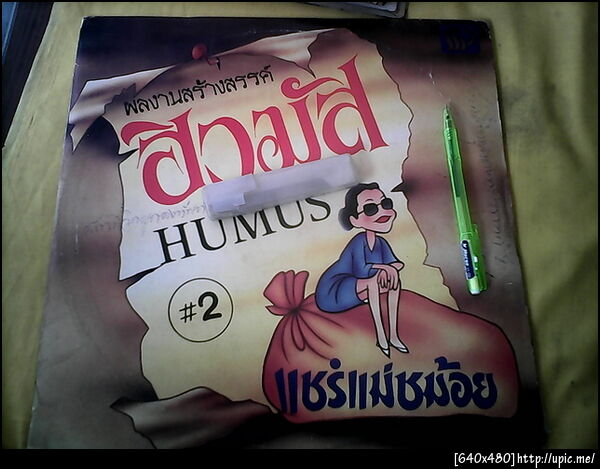 ผลงานสร้างสรรค์
ฮิวมัส
HUMUS
#2
แชร์แม่ชม้อย
[640x480]http://upic.me/